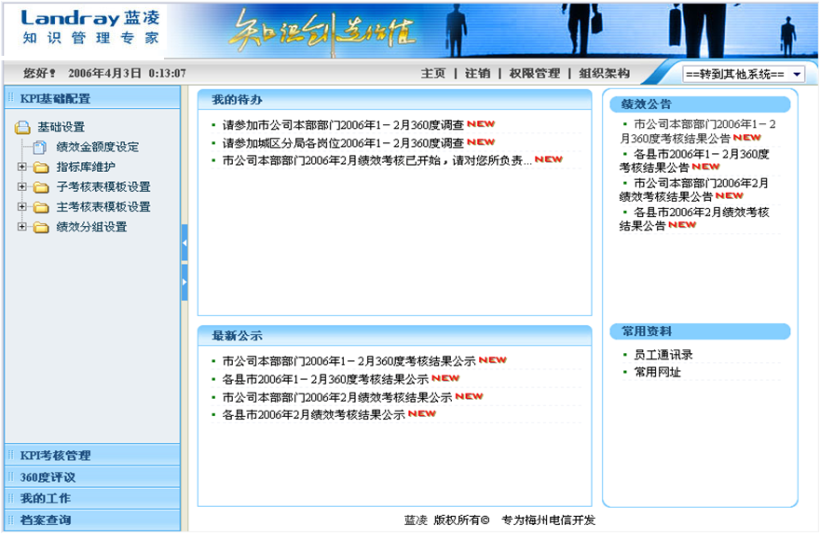 Landray 蓝凌
知识管理专家
知识创造价值
您好! 2006年4月3日 0:13:07
主页 | 注销 | 权限管理 | 组织架构
==转到其他系统==
KPI基础配置
基础设置
绩效金额度设定
指标库维护
子考核表模板设置
主考核表模板设置
绩效分组设置
KPI考核管理
360度评议
我的工作
档案查询
我的待办
请参加市公司本部部门2006年1-2月360度调查 NEW
请参加城区分局各岗位2006年1-2月360度调查 NEW
市公司本部部门2006年2月绩效考核已开始，请对您所负责... NEW
最新公示
市公司本部部门2006年1-2月360度考核结果公示 NEW
各县市2006年1-2月360度考核结果公示 NEW
市公司本部部门2006年2月绩效考核结果公示 NEW
各县市2006年2月绩效考核结果公示 NEW
绩效公告
市公司本部部门2006年1-2
月360度考核结果公告 NEW
各县市2006年1-2月360度
考核结果公告 NEW
市公司本部部门2006年2月
绩效考核结果公告 NEW
各县市2006年2月绩效考核
结果公告 NEW
常用资料
员工通讯录
常用网址
蓝凌 版权所有© 专为梅州电信开发